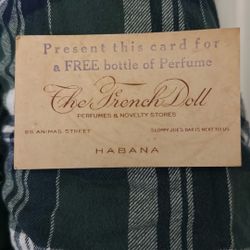 Present this card for
a FREE bottle of Perfume
The French Doll
PERFUMES & NOVELTY STORES
ANIMAS STREET
SLOPPY JOE'S BAR IS NEXT TO US
HABANA